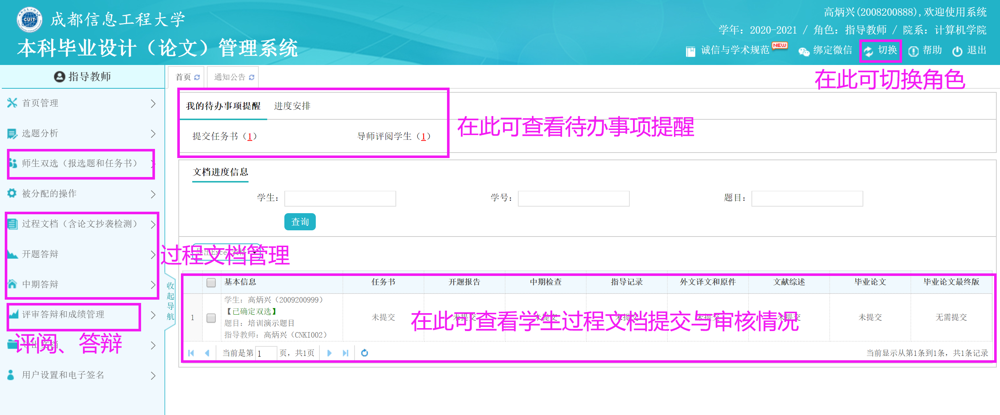 成都信息工程大学
CUIT
本科毕业设计（论文）管理系统
高炳兴(2008200888),欢迎使用系统
学年：2020-2021 / 角色：指导教师 / 院系：计算机学院
诚信与学术规范 NEW 绑定微信 切换 帮助 退出
在此可切换角色
指导教师
首页管理
选题分析
师生双选（报选题和任务书）
被分配的操作
过程文档（含论文抄袭检测）
开题答辩
中期答辩
评审答辩和成绩管理
评阅、答辩
导出文档
用户设置和电子签名
收起导航
首页 通知公告
我的待办事项提醒 进度安排
提交任务书（1） 导师评阅学生（1）
在此可查看待办事项提醒
文档进度信息
学生： 学号： 题目：
查询
导出Excel表格
过程文档管理
基本信息 任务书 开题报告 中期检查 指导记录 外文译文和原件 文献综述 毕业论文 毕业论文最终版
1
学生：高炳兴（2009200999）
【已确定双选】
题目：培训演示题目
指导教师：高炳兴（CNKI002）
未提交 未提交 未提交 未提交 未提交 未提交 未提交 无需提交
在此可查看学生过程文档提交与审核情况
当前是第 1 页，共1页
当前显示从第1条到1条，共1条记录